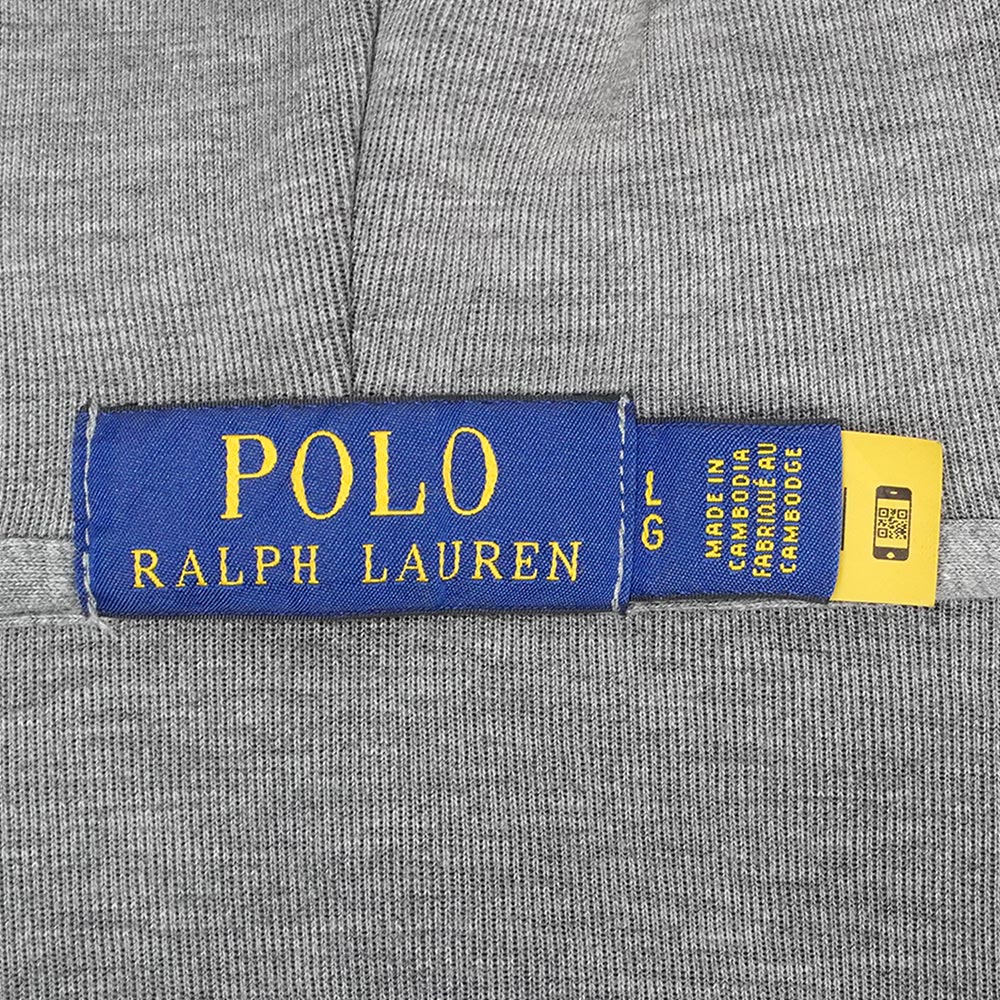 POLO
RALPH LAUREN
L
G
MADE IN
CAMBODIA
FABRIQUÉ AU
CAMBODGE